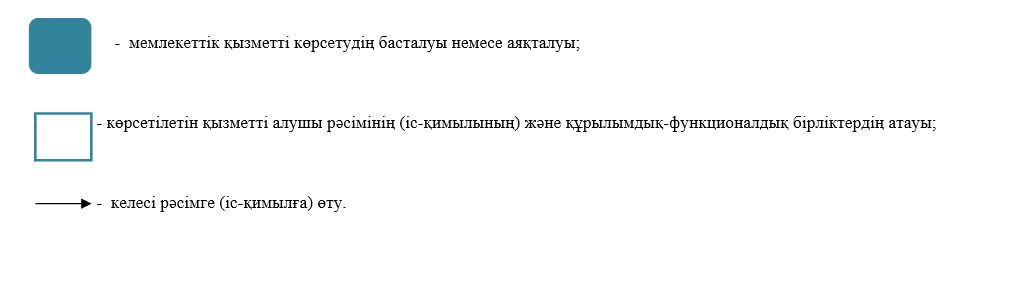 - мемлекеттік қызметті көрсетудің басталуы немесе аяқталуы;
- көрсетілетін қызметті алушы рәсімінің (іс-қимылының) және құрылымдық-функционалдық бірліктердің атауы;
- келесі рәсімге (іс-қимылға) өту.